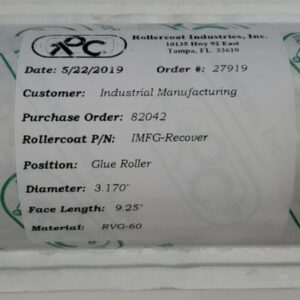 Rollercoat Industries, Inc.
10135 Hwy 92 East
Tampa, FL 33610
Date: 5/22/2019 Order #: 27919
Customer: Industrial Manufacturing
Purchase Order: 82042
Rollercoat P/N: IMFG-Recover
Position: Glue Roller
Diameter: 3.170"
Face Length: 9.25"
Material: RVG-60